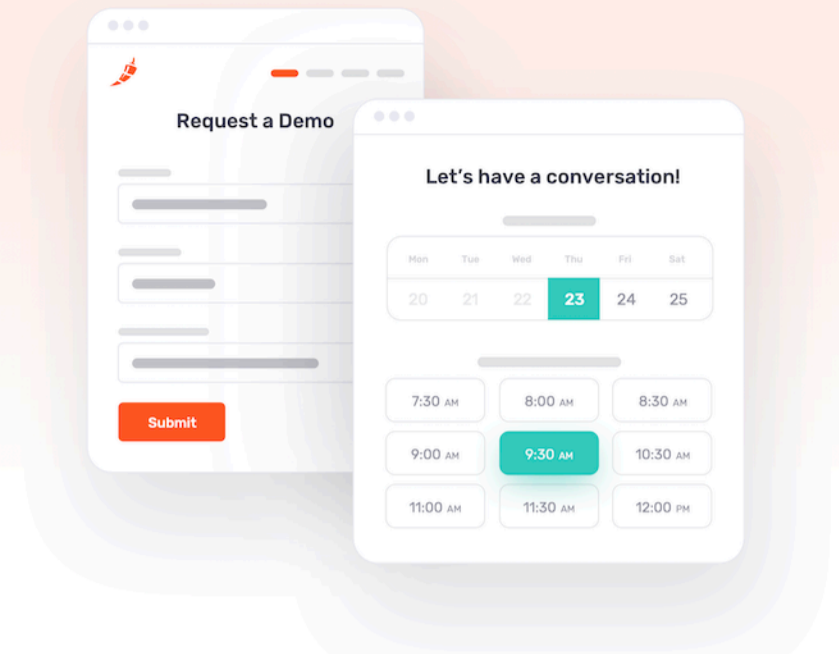 Request a Demo
Submit
Let's have a conversation!
Mon Tue Wed Thu Fri Sat
20 21 22 23 24 25
7:30 AM 8:00 AM 8:30 AM
9:00 AM 9:30 AM 10:30 AM
11:00 AM 11:30 AM 12:00 PM